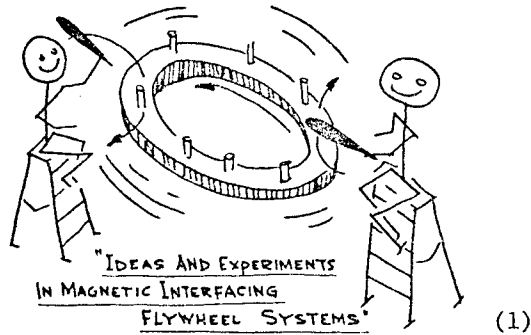 "IDEAS AND EXPERIMENTS
IN MAGNETIC INTERFACING
FLYWHEEL SYSTEMS"
(1)